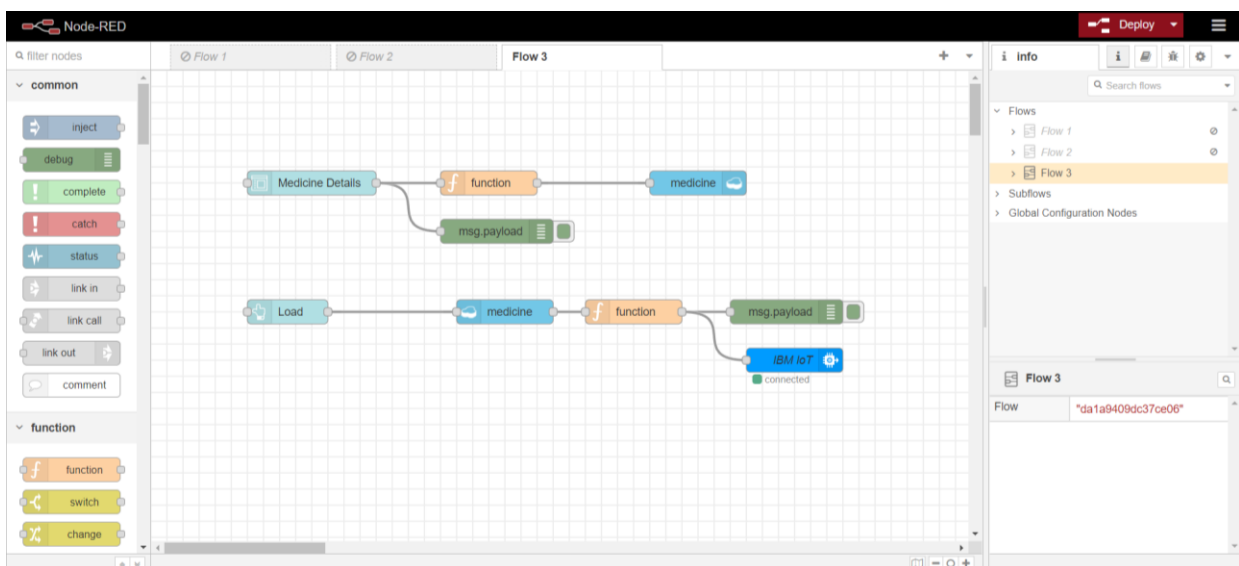 Node-RED
Deploy
filter nodes
Flow 1
Flow 2
Flow 3
i info
i
Search flows
common
inject
debug
complete
catch
status
link in
link call
link out
comment
function
function
switch
change
Medicine Details
f function
medicine
msg.payload
Load
medicine
f function
msg.payload
IBM IoT
connected
Flows
Flow 1
Flow 2
Flow 3
Subflows
Global Configuration Nodes
Flow 3
Flow "da1a9409dc37ce06"